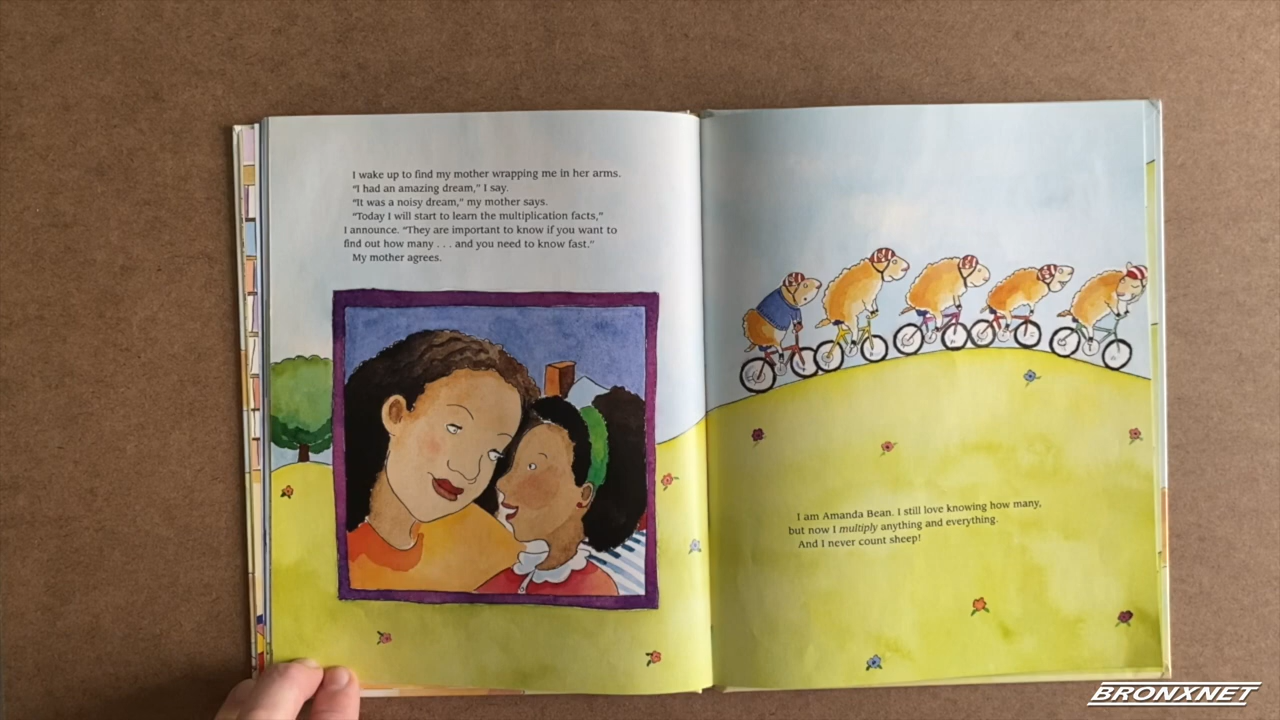 I wake up to find my mother wrapping me in her arms.
“I had an amazing dream,” I say.
“It was a noisy dream,” my mother says.
“Today I will start to learn the multiplication facts,”
I announce. “They are important to know if you want to
find out how many . . . and you need to know fast.”
My mother agrees.
I am Amanda Bean. I still love knowing how many,
but now I multiply anything and everything.
And I never count sheep!
BRONXNET